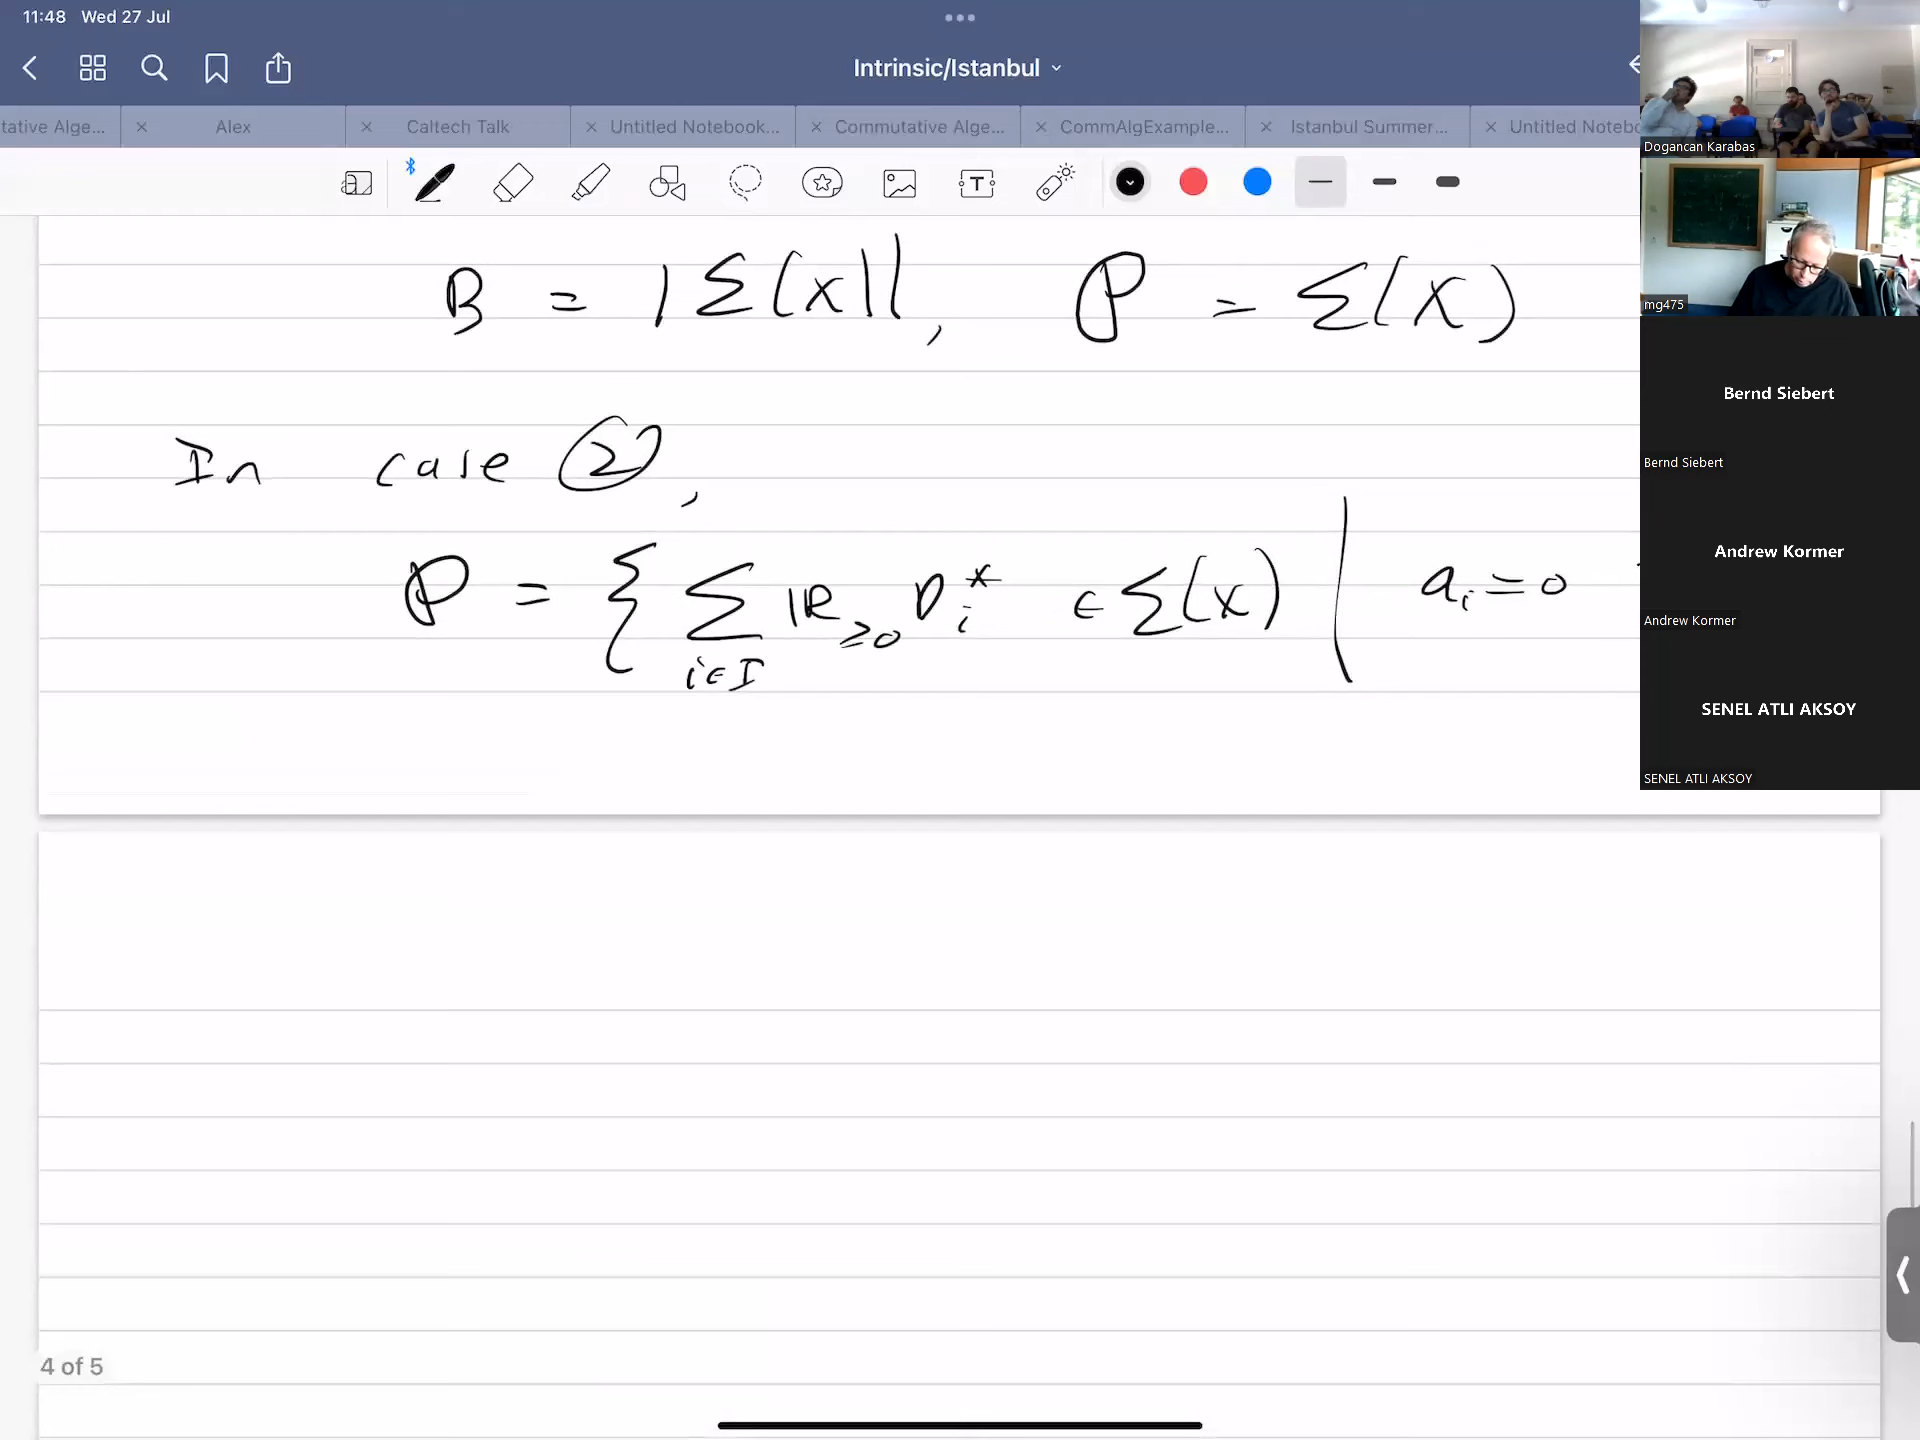 11:48 Wed 27 Jul
Intrinsic/Istanbul
tative Alge...
Alex
Caltech Talk
Untitled Notebook...
Commutative Alge...
CommAlgExample...
Istanbul Summer...
Untitled Notebo
B = |Σ(X)|, P = Σ(X)
In case ②,
P = { Σ_{i∈I} ℝ_{≥0} D_i^* ∈ Σ(X) | a_i = 0
4 of 5
Dogancan Karabas
mg475
Bernd Siebert
Bernd Siebert
Andrew Kormer
Andrew Kormer
SENEL ATLI AKSOY
SENEL ATLI AKSOY